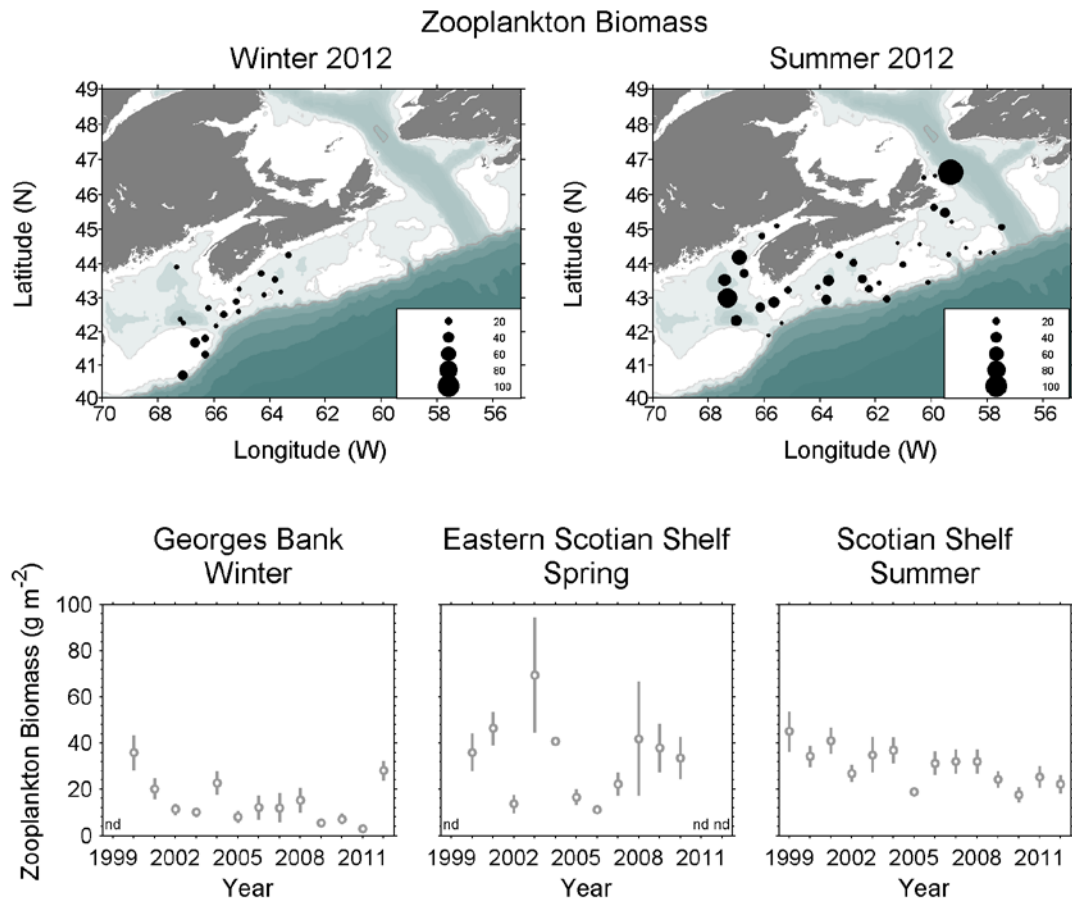 Zooplankton Biomass
Winter 2012
Summer 2012
Latitude (N)
49
48
47
46
45
44
43
42
41
40
70 68 66 64 62 60 58 56
Longitude (W)
20
40
60
80
100
Latitude (N)
49
48
47
46
45
44
43
42
41
40
70 68 66 64 62 60 58 56
Longitude (W)
20
40
60
80
100
Georges Bank
Winter
Eastern Scotian Shelf
Spring
Scotian Shelf
Summer
Zooplankton Biomass (g m⁻²)
100
80
60
40
20
0
nd
1999 2002 2005 2008 2011
Year
nd
nd nd
1999 2002 2005 2008 2011
Year
1999 2002 2005 2008 2011
Year